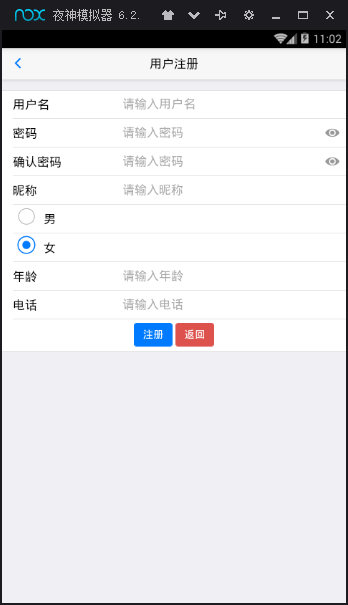 nox 夜神模拟器 6.2.
11:02
用户注册
用户名 请输入用户名
密码 请输入密码
确认密码 请输入密码
昵称 请输入昵称
男
女
年龄 请输入年龄
电话 请输入电话
注册 返回